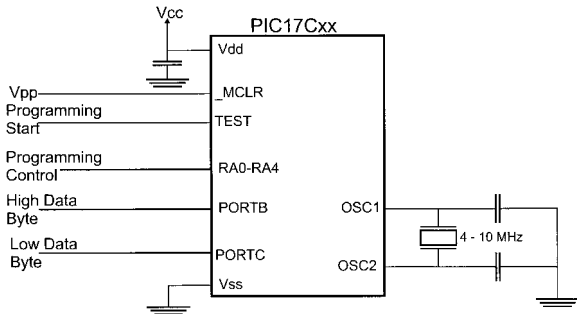 Vcc
PIC17Cxx
Vdd
Vpp
_MCLR
Programming
Start
TEST
Programming
Control
RA0-RA4
High Data
Byte
PORTB
OSC1
4 - 10 MHz
Low Data
Byte
PORTC
OSC2
Vss